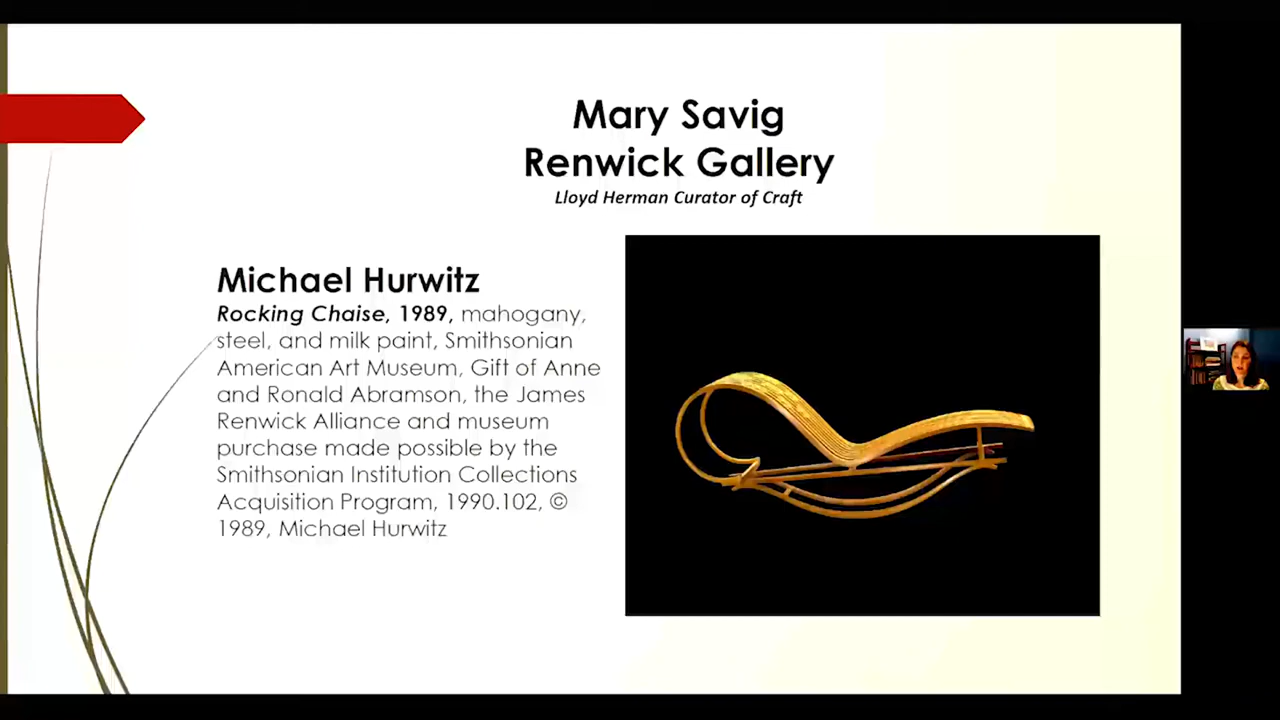 Mary Savig
Renwick Gallery
Lloyd Herman Curator of Craft
Michael Hurwitz
Rocking Chaise, 1989, mahogany,
steel, and milk paint, Smithsonian
American Art Museum, Gift of Anne
and Ronald Abramson, the James
Renwick Alliance and museum
purchase made possible by the
Smithsonian Institution Collections
Acquisition Program, 1990.102, ©
1989, Michael Hurwitz